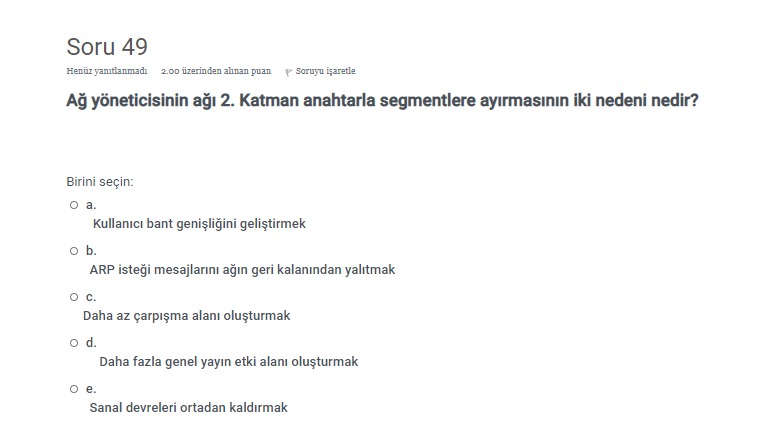 Soru 49
Henüz yanıtlanmadı 2.00 üzerinden alınan puan Soruyu işaretle
Ağ yöneticisinin ağı 2. Katman anahtarla segmentlere ayırmasının iki nedeni nedir?
Birini seçin:
a.
Kullanıcı bant genişliğini geliştirmek
b.
ARP isteği mesajlarını ağın geri kalanından yalıtmak
c.
Daha az çarpışma alanı oluşturmak
d.
Daha fazla genel yayın etki alanı oluşturmak
e.
Sanal devreleri ortadan kaldırmak